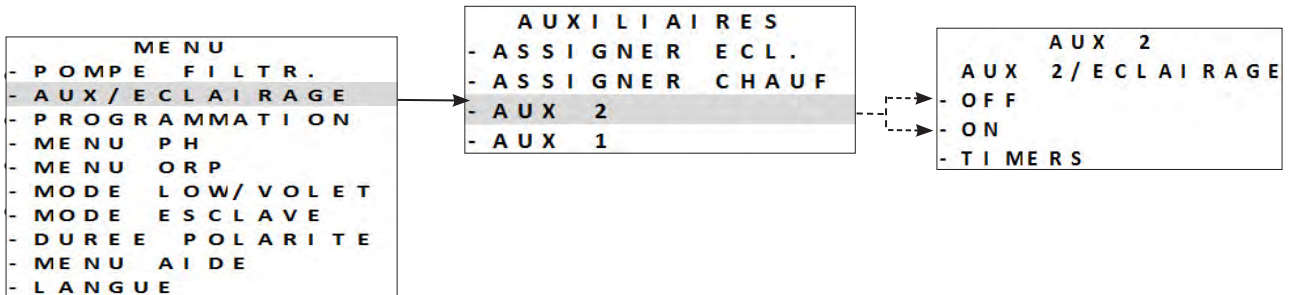 MENU
- POMPE FILTR.
- AUX/ECLAIRAGE
- PROGRAMMATION
- MENU PH
- MENU ORP
- MODE LOW/VOLET
- MODE ESCLAVE
- DUREE POLARITE
- MENU AIDE
- LANGUE
AUXILIAIRES
- ASSIGNER ECL.
- ASSIGNER CHAUF
- AUX 2
- AUX 1
AUX 2
AUX 2/ECLAIRAGE
- OFF
- ON
- TIMERS